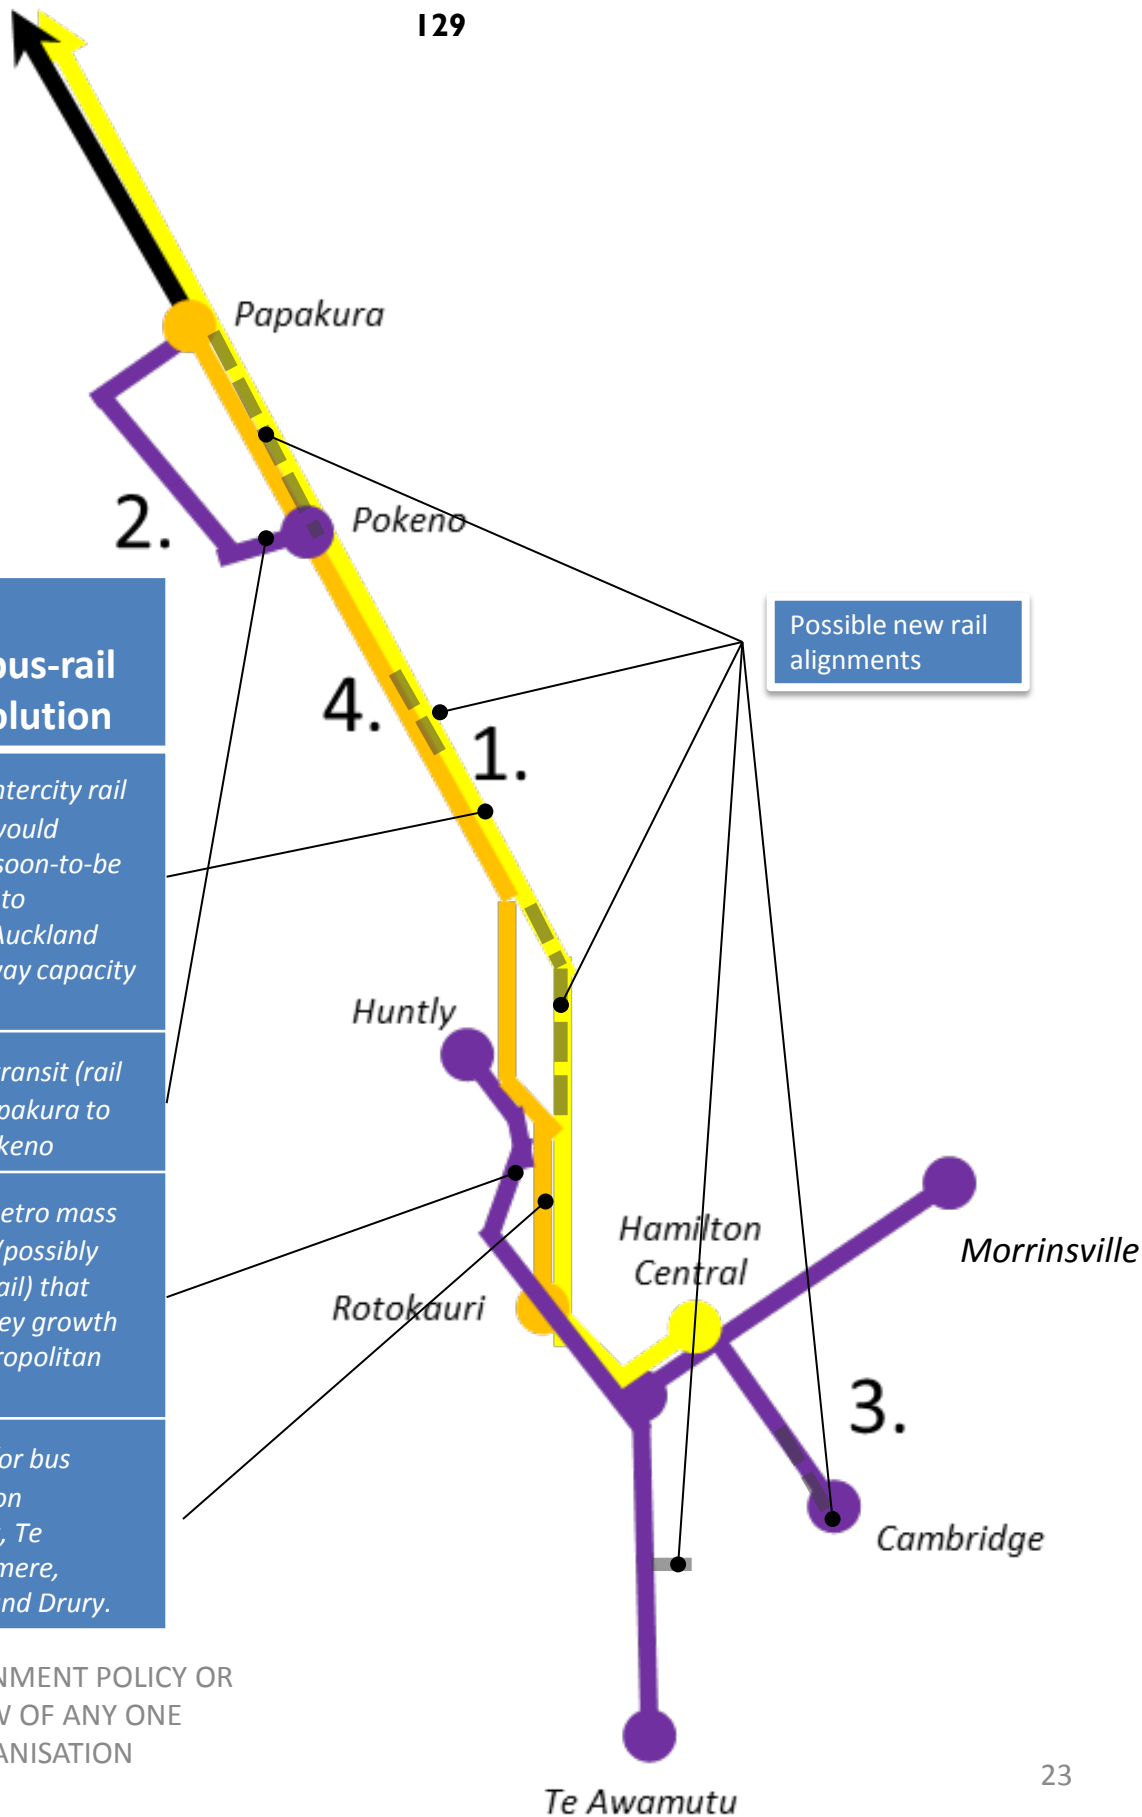 129
Papakura
2.
Pokeno
Possible new rail
alignments
bus-rail
olution
4.
1.
ntercity rail
vould
soon-to-be
to
Auckland
vay capacity
Huntly
transit (rail
pakura to
keno
etro mass
(possibly
ail) that
ey growth
ropolitan
Hamilton
Central
Morrinsville
Rotokauri
3.
or bus
on
, Te
mere,
and Drury.
Cambridge
NMENT POLICY OR
W OF ANY ONE
ANISATION
23
Te Awamutu